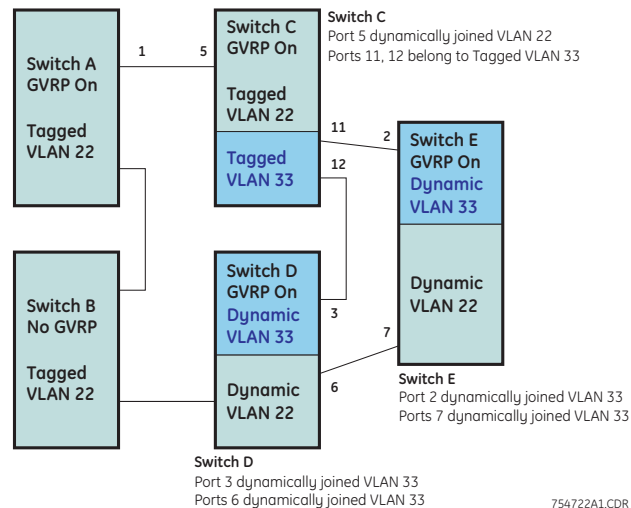 Switch A
GVRP On
Tagged
VLAN 22
1
5
Switch C
GVRP On
Tagged
VLAN 22
Tagged
VLAN 33
Switch C
Port 5 dynamically joined VLAN 22
Ports 11, 12 belong to Tagged VLAN 33
11
12
2
Switch E
GVRP On
Dynamic
VLAN 33
Dynamic
VLAN 22
Switch B
No GVRP
Tagged
VLAN 22
Switch D
GVRP On
Dynamic
VLAN 33
Dynamic
VLAN 22
3
7
6
Switch E
Port 2 dynamically joined VLAN 33
Ports 7 dynamically joined VLAN 33
Switch D
Port 3 dynamically joined VLAN 33
Ports 6 dynamically joined VLAN 33
754722A1.CDR